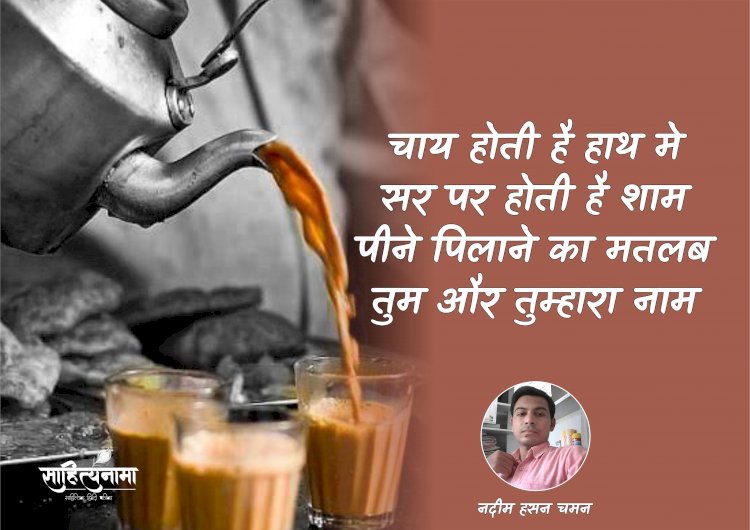 चाय होती है हाथ मे
सर पर होती है शाम
पीने पिलाने का मतलब
तुम और तुम्हारा नाम
नदीम हसन चमन
साहित्यनामा